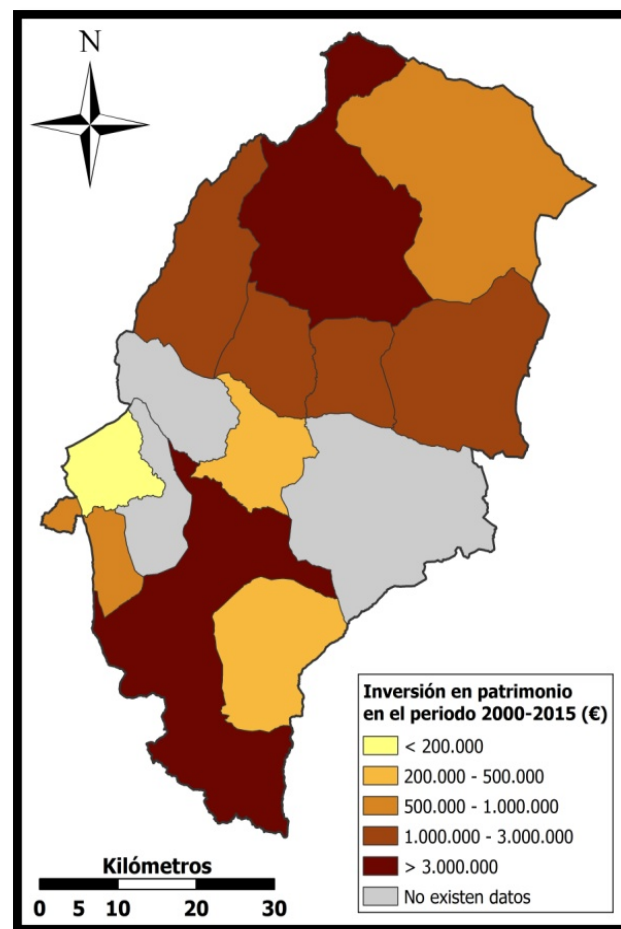 N
Inversión en patrimonio
en el periodo 2000-2015 (€)
< 200.000
200.000 - 500.000
500.000 - 1.000.000
1.000.000 - 3.000.000
> 3.000.000
No existen datos
Kilómetros
0 5 10 20 30